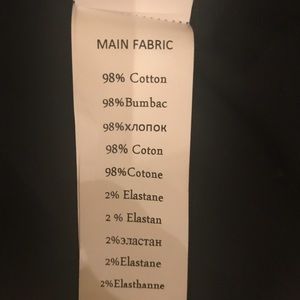 MAIN FABRIC
98% Cotton
98%Bumbac
98%хлопок
98% Coton
98%Cotone
2% Elastane
2 % Elastan
2%эластан
2%Elastane
2%Elasthanne